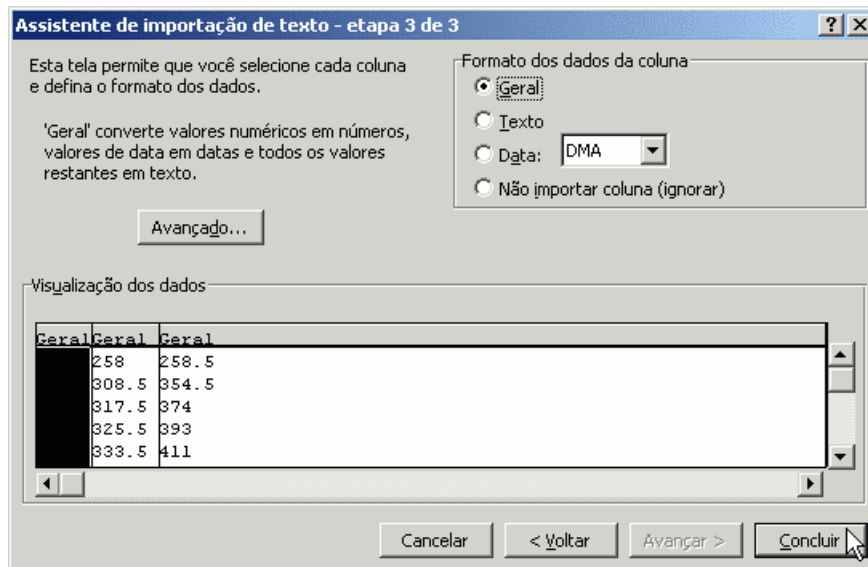 Assistente de importação de texto - etapa 3 de 3
Esta tela permite que você selecione cada coluna
e defina o formato dos dados.
'Geral' converte valores numéricos em números,
valores de data em datas e todos os valores
restantes em texto.
Avançado...
Formato dos dados da coluna
Geral
Texto
Data: DMA
Não importar coluna (ignorar)
Visualização dos dados
Geral Geral Geral
258 258.5
308.5 354.5
317.5 374
325.5 393
333.5 411
Cancelar < Voltar Avançar > Concluir